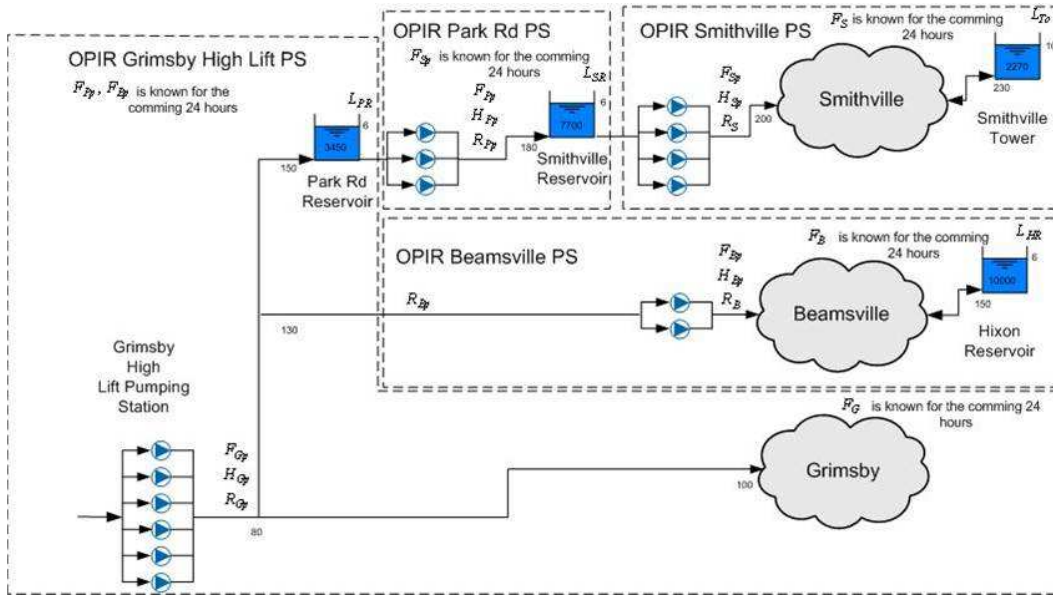 OPIR Grimsby High Lift PS
F_Pp, F_Bp is known for the
comming 24 hours
L_PR
6
3450
150
Park Rd
Reservoir
OPIR Park Rd PS
F_Sp is known for the comming
24 hours
F_Pp
H_Pp
R_Pp
L_SR
6
7700
180
Smithville
Reservoir
OPIR Smithville PS
F_S is known for the comming
24 hours
F_Sp
H_Sp
R_S
200
Smithville
L_To
10
2270
230
Smithville
Tower
OPIR Beamsville PS
R_Bp
130
F_Bp
H_Bp
R_B
F_B is known for the comming
24 hours
Beamsville
L_HR
6
10000
150
Hixon
Reservoir
Grimsby
High
Lift Pumping
Station
F_Gp
H_Gp
R_Gp
80
F_G is known for the comming 24
hours
100
Grimsby